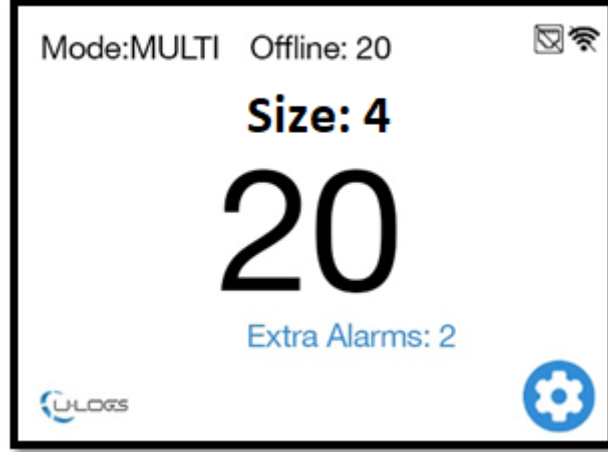 Mode:MULTI Offline: 20
Size: 4
20
Extra Alarms: 2
U-LOGS